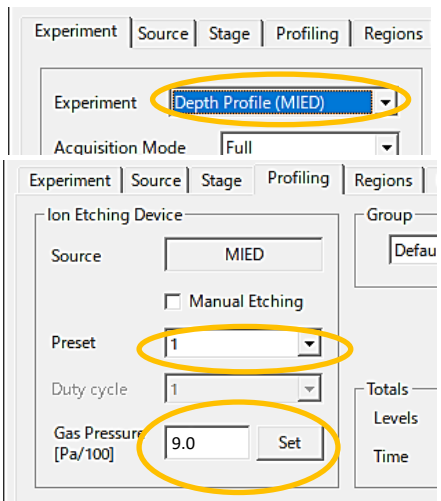 Experiment Source Stage Profiling Regions
Experiment Depth Profile (MIED)
Acquisition Mode Full
Experiment Source Stage Profiling Regions
Ion Etching Device Group
Source MIED Defau
Manual Etching
Preset 1
Duty cycle 1
Totals
Levels
Gas Pressure
[Pa/100] 9.0 Set
Time